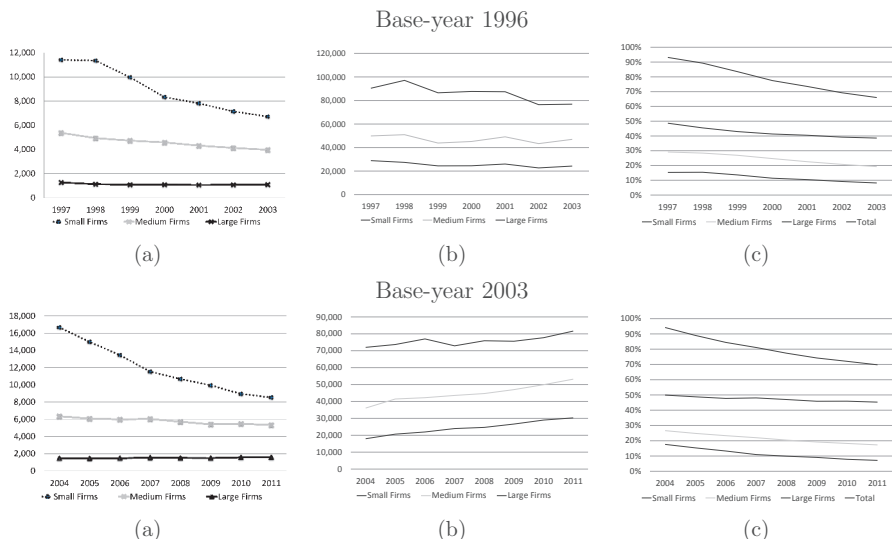 Base-year 1996
12,000
10,000
8,000
6,000
4,000
2,000
0
1997 1998 1999 2000 2001 2002 2003
Small Firms Medium Firms Large Firms
(a)
120,000
100,000
80,000
60,000
40,000
20,000
0
1997 1998 1999 2000 2001 2002 2003
Small Firms Medium Firms Large Firms
(b)
100%
90%
80%
70%
60%
50%
40%
30%
20%
10%
0%
1997 1998 1999 2000 2001 2002 2003
Small Firms Medium Firms Large Firms Total
(c)
Base-year 2003
18,000
16,000
14,000
12,000
10,000
8,000
6,000
4,000
2,000
0
2004 2005 2006 2007 2008 2009 2010 2011
Small Firms Medium Firms Large Firms
(a)
90,000
80,000
70,000
60,000
50,000
40,000
30,000
20,000
10,000
0
2004 2005 2006 2007 2008 2009 2010 2011
Small Firms Medium Firms Large Firms
(b)
100%
90%
80%
70%
60%
50%
40%
30%
20%
10%
0%
2004 2005 2006 2007 2008 2009 2010 2011
Small Firms Medium Firms Large Firms Total
(c)